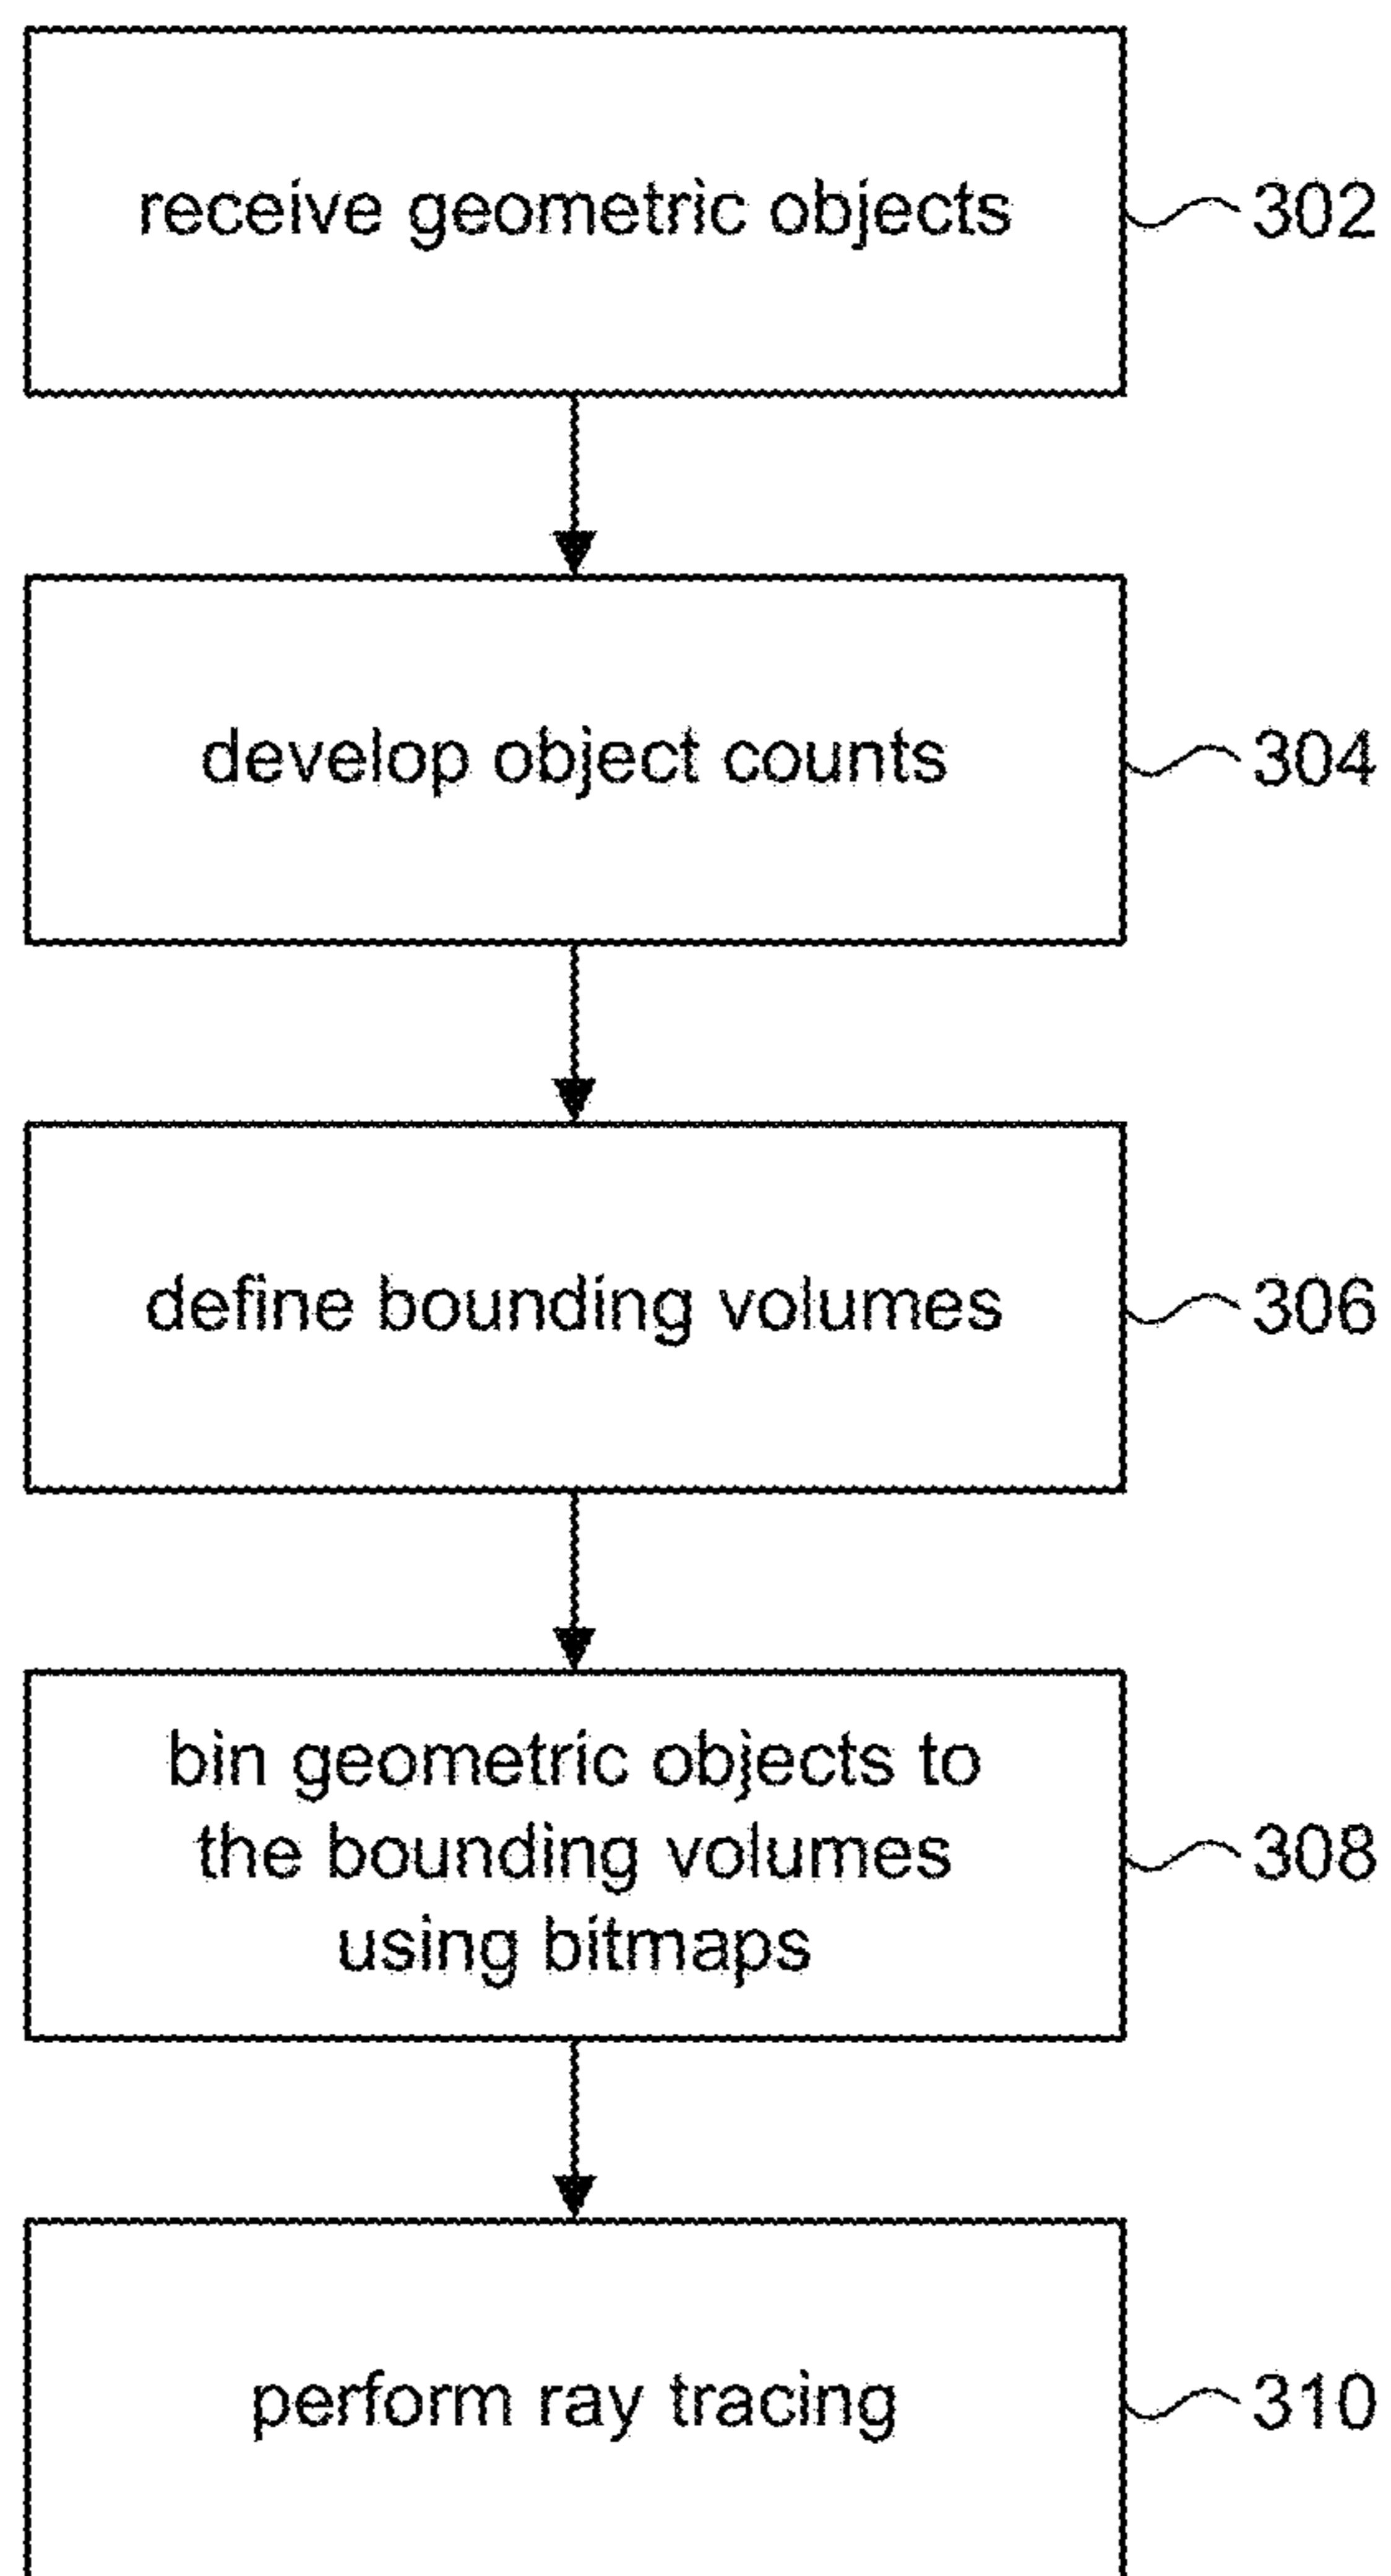 receive geometric objects
302
develop object counts
304
define bounding volumes
306
bin geometric objects to
the bounding volumes
using bitmaps
308
perform ray tracing
310